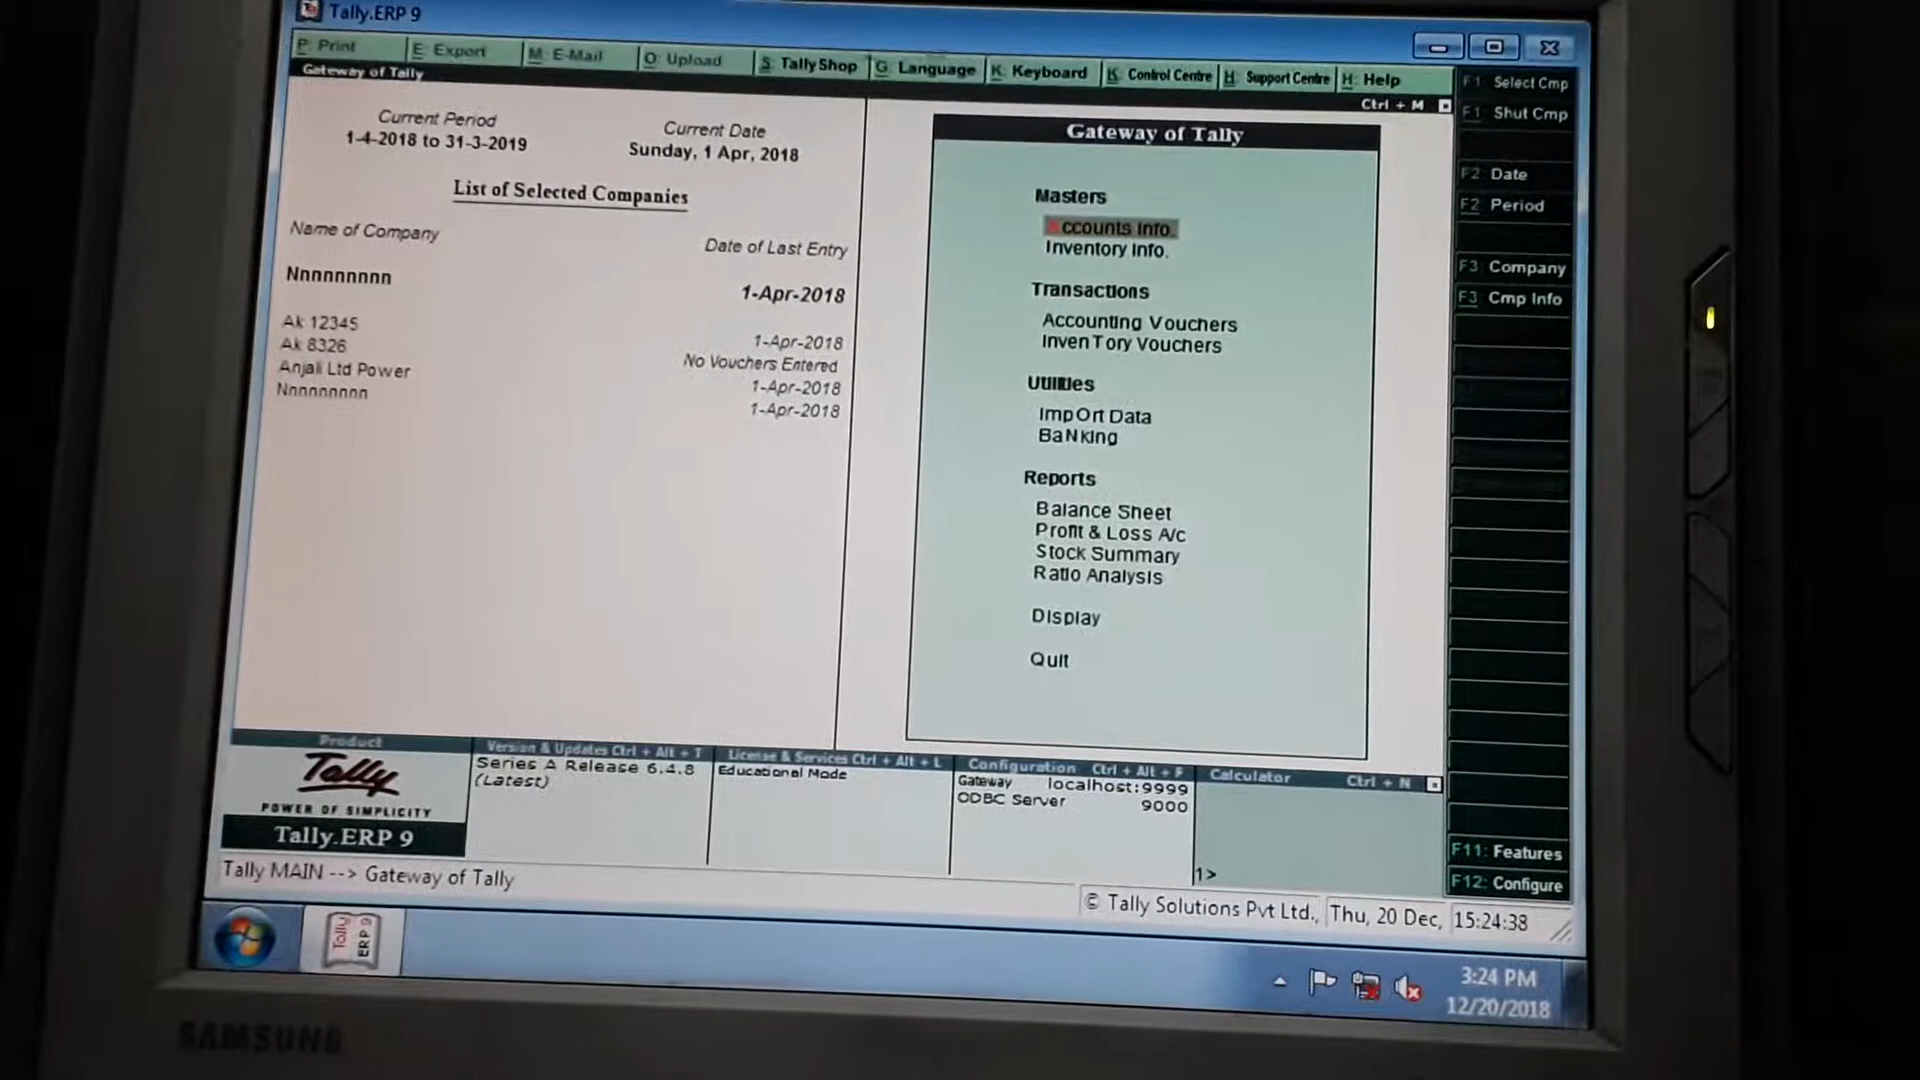 Tally.ERP 9
P: Print E: Export M: E-Mail O: Upload S: TallyShop G: Language K: Keyboard K: Control Centre H: Support Centre H: Help
Gateway of Tally
Ctrl + M
Current Period
1-4-2018 to 31-3-2019
Current Date
Sunday, 1 Apr, 2018
List of Selected Companies
Name of Company
Date of Last Entry
Nnnnnnnnn
1-Apr-2018
Ak 12345
1-Apr-2018
Ak 8326
No Vouchers Entered
Anjali Ltd Power
1-Apr-2018
Nnnnnnnnn
1-Apr-2018
Gateway of Tally
Masters
Accounts Info.
Inventory Info.
Transactions
Accounting Vouchers
InvenTory Vouchers
Utilities
ImpOrt Data
BaNking
Reports
Balance Sheet
Profit & Loss A/c
Stock Summary
Ratio Analysis
Display
Quit
F1: Select Cmp
F1: Shut Cmp
F2: Date
F2: Period
F3: Company
F3: Cmp Info
F11: Features
F12: Configure
Product
Tally
POWER OF SIMPLICITY
Tally.ERP 9
Version & Updates Ctrl + Alt + T
Series A Release 6.4.8
(Latest)
License & Services Ctrl + Alt + L
Educational Mode
Configuration Ctrl + Alt + F
Gateway localhost:9999
ODBC Server 9000
Calculator Ctrl + N
1>
Tally MAIN --> Gateway of Tally
© Tally Solutions Pvt Ltd., Thu, 20 Dec, 15:24:38
Tally
ERP 9
3:24 PM
12/20/2018
SAMSUNG